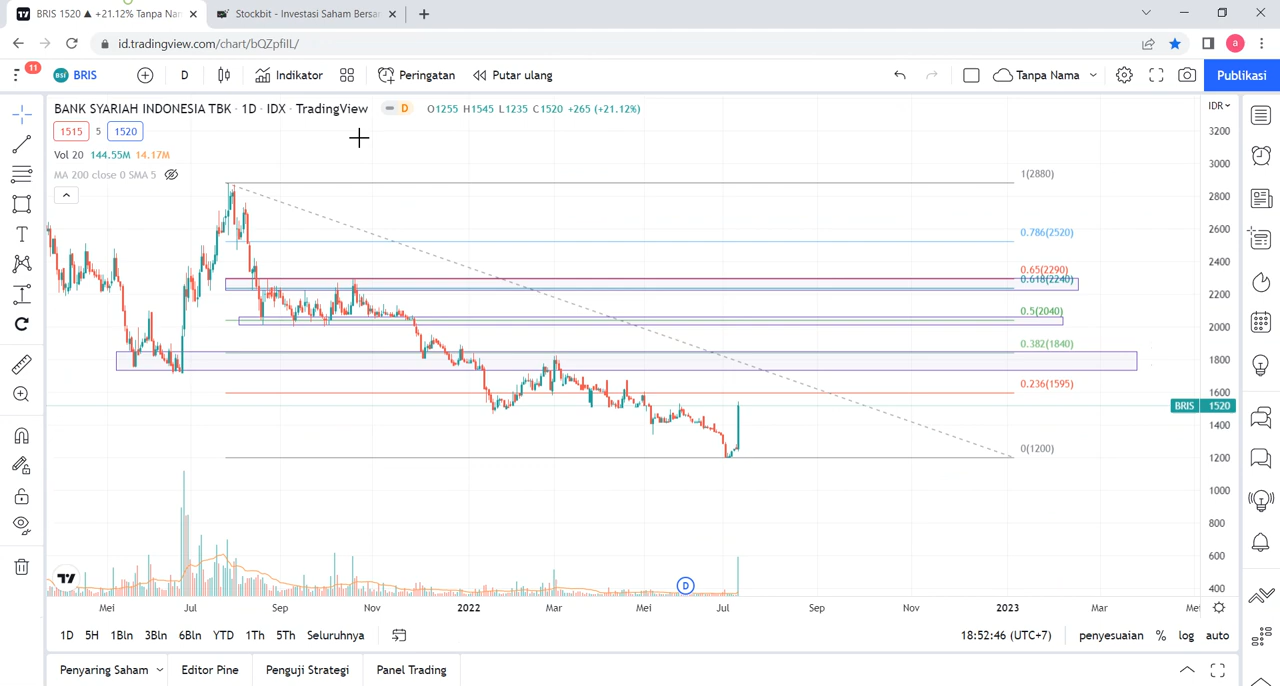 BRIS 1520 ▲ +21.12% Tanpa Nar
Stockbit - Investasi Saham Bersar
id.tradingview.com/chart/bQZpfilL/
a
11
BRIS
D
Indikator
Peringatan
Putar ulang
Tanpa Nama
Publikasi
BANK SYARIAH INDONESIA TBK · 1D · IDX · TradingView
D
O1255 H1545 L1235 C1520 +265 (+21.12%)
IDR
1515 5 1520
Vol 20 144.55M 14.17M
MA 200 close 0 SMA 5
1(2880)
0.786(2520)
0.65(2290)
0.618(2240)
0.5(2040)
0.382(1840)
0.236(1595)
0(1200)
3200
3000
2800
2600
2400
2200
2000
1800
1600
BRIS 1520
1400
1200
1000
800
600
400
D
Mei Jul Sep Nov 2022 Mar Mei Jul Sep Nov 2023 Mar Me
1D 5H 1Bln 3Bln 6Bln YTD 1Th 5Th Seluruhnya
18:52:46 (UTC+7) penyesuaian % log auto
Penyaring Saham Editor Pine Penguji Strategi Panel Trading